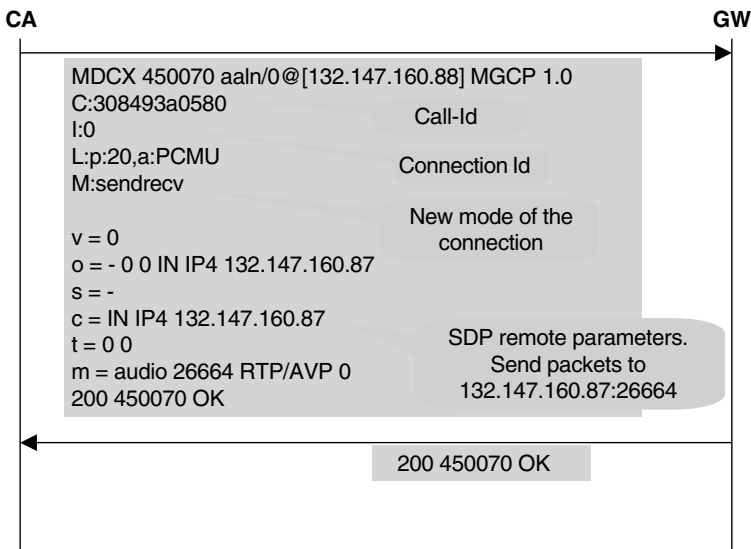 CA
GW
MDCX 450070 aaln/0@[132.147.160.88] MGCP 1.0
C:308493a0580
Call-Id
I:0
L:p:20,a:PCMU
Connection Id
M:sendrecv
New mode of the
connection
v = 0
o = - 0 0 IN IP4 132.147.160.87
s = -
c = IN IP4 132.147.160.87
t = 0 0
m = audio 26664 RTP/AVP 0
200 450070 OK
SDP remote parameters.
Send packets to
132.147.160.87:26664
200 450070 OK